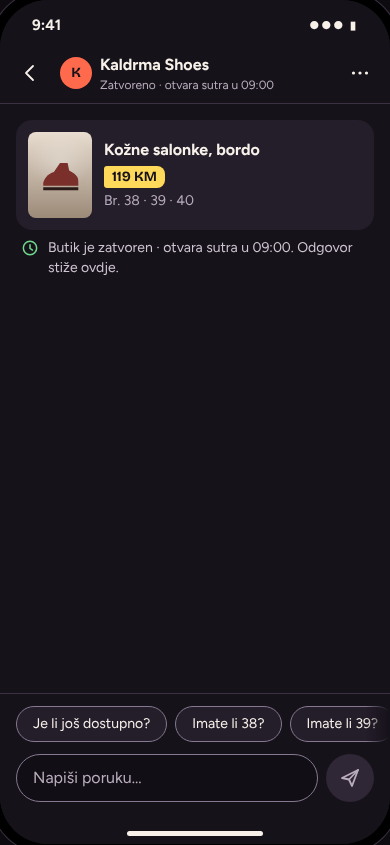 9:41
K
Kaldrma Shoes
Zatvoreno · otvara sutra u 09:00
Kožne salonke, bordo
119 KM
Br. 38 · 39 · 40
Butik je zatvoren · otvara sutra u 09:00. Odgovor
stiže ovdje.
Je li još dostupno?
Imate li 38?
Imate li 39?
Napiši poruku...